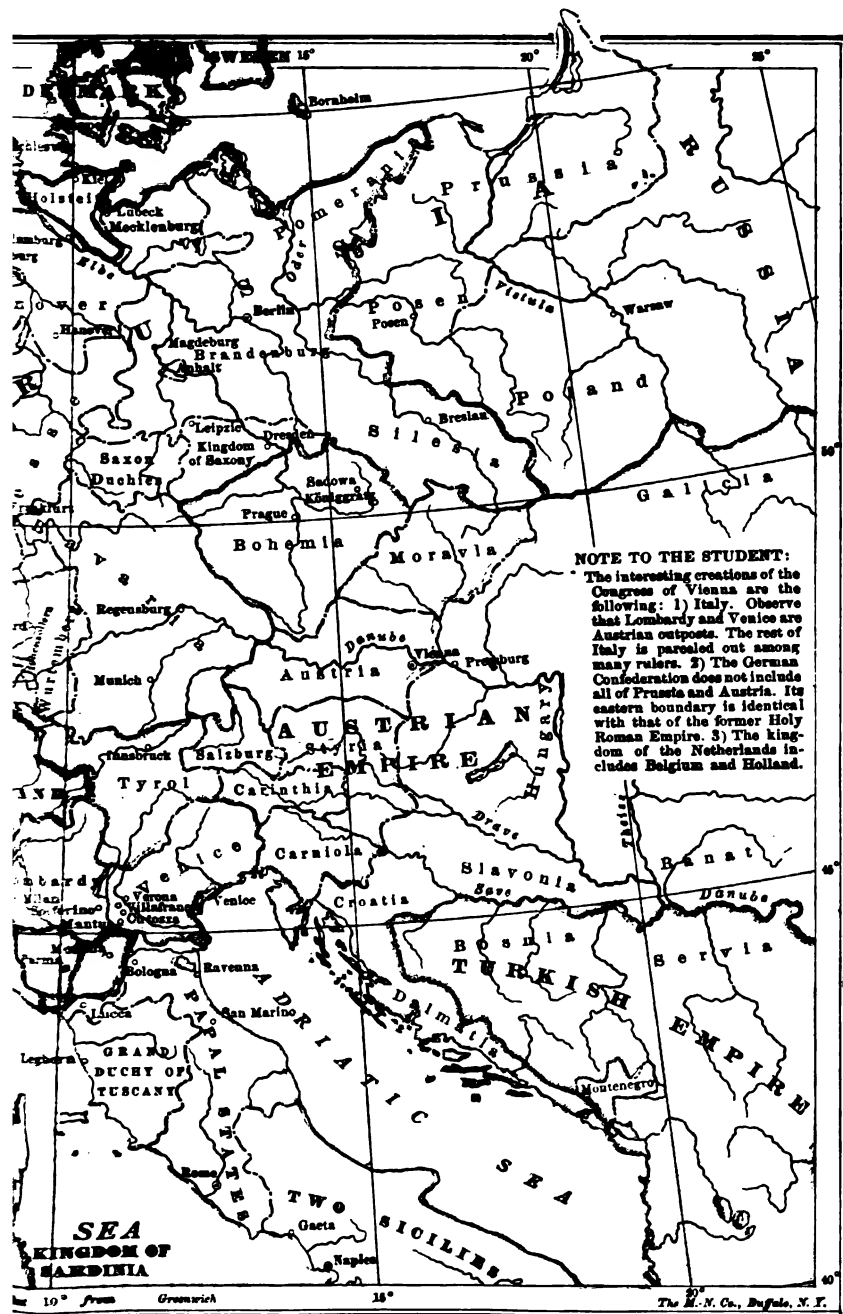 SWEDEN 15° 20° 25°
DENMARK
Bornholm
Kiel
Holstein
Lubeck
Mecklenburg
Elbe
Pomerania
Oder
Prussia
RUSSIA
Berlin
Posen
Posen
Vistula
Warsaw
Hanover
Magdeburg
Brandenburg
Anhalt
Poland
Leipzic
Dresden
Kingdom
of Saxony
Breslau
Silesia
50°
Saxon
Duchies
Sadowa
Königgratz
Galicia
Prague
Bohemia
Moravia
NOTE TO THE STUDENT:
The interesting creations of the
Congress of Vienna are the
following: 1) Italy. Observe
that Lombardy and Venice are
Austrian outposts. The rest of
Italy is parceled out among
many rulers. 2) The German
Confederation does not include
all of Prussia and Austria. Its
eastern boundary is identical
with that of the former Holy
Roman Empire. 3) The king-
dom of the Netherlands in-
cludes Belgium and Holland.
Regensburg
Danube
Vienna
Pressburg
Munich
Austria
Wurtemberg
AUSTRIAN
EMPIRE
Hungary
Innsbruck
Salzburg
Styria
Tyrol
Carinthia
Drave
Theiss
Venice
Carniola
Slavonia
Banat
45°
Verona
Villafranca
Custozza
Venice
Croatia
Save
Danube
Bosnia
Servia
TURKISH
EMPIRE
Bologna
Ravenna
ADRIATIC
SEA
Dalmatia
Lucca
San Marino
PAPAL STATES
Leghorn
GRAND
DUCHY OF
TUSCANY
Montenegro
Rome
TWO
SICILIES
Gaeta
Naples
SEA
KINGDOM OF
SARDINIA
40°
10° from Greenwich 15° 20°
The M.-N. Co., Buffalo, N. Y.